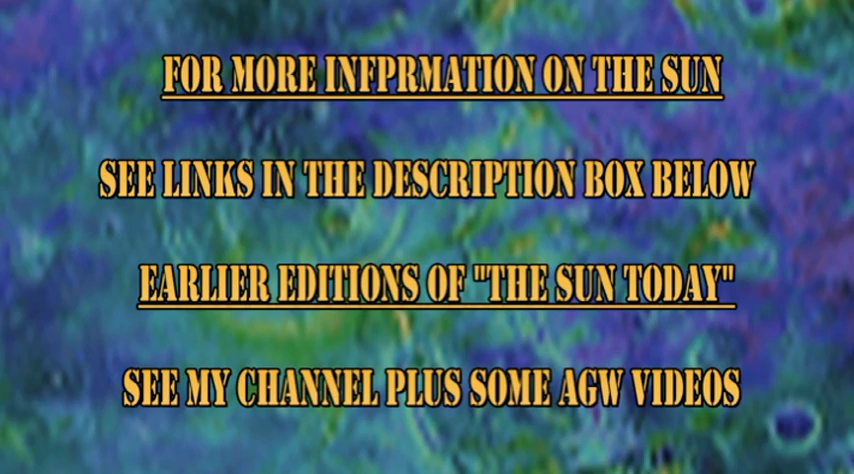 FOR MORE INFPRMATION ON THE SUN
SEE LINKS IN THE DESCRIPTION BOX BELOW
EARLIER EDITIONS OF "THE SUN TODAY"
SEE MY CHANNEL PLUS SOME AGW VIDEOS